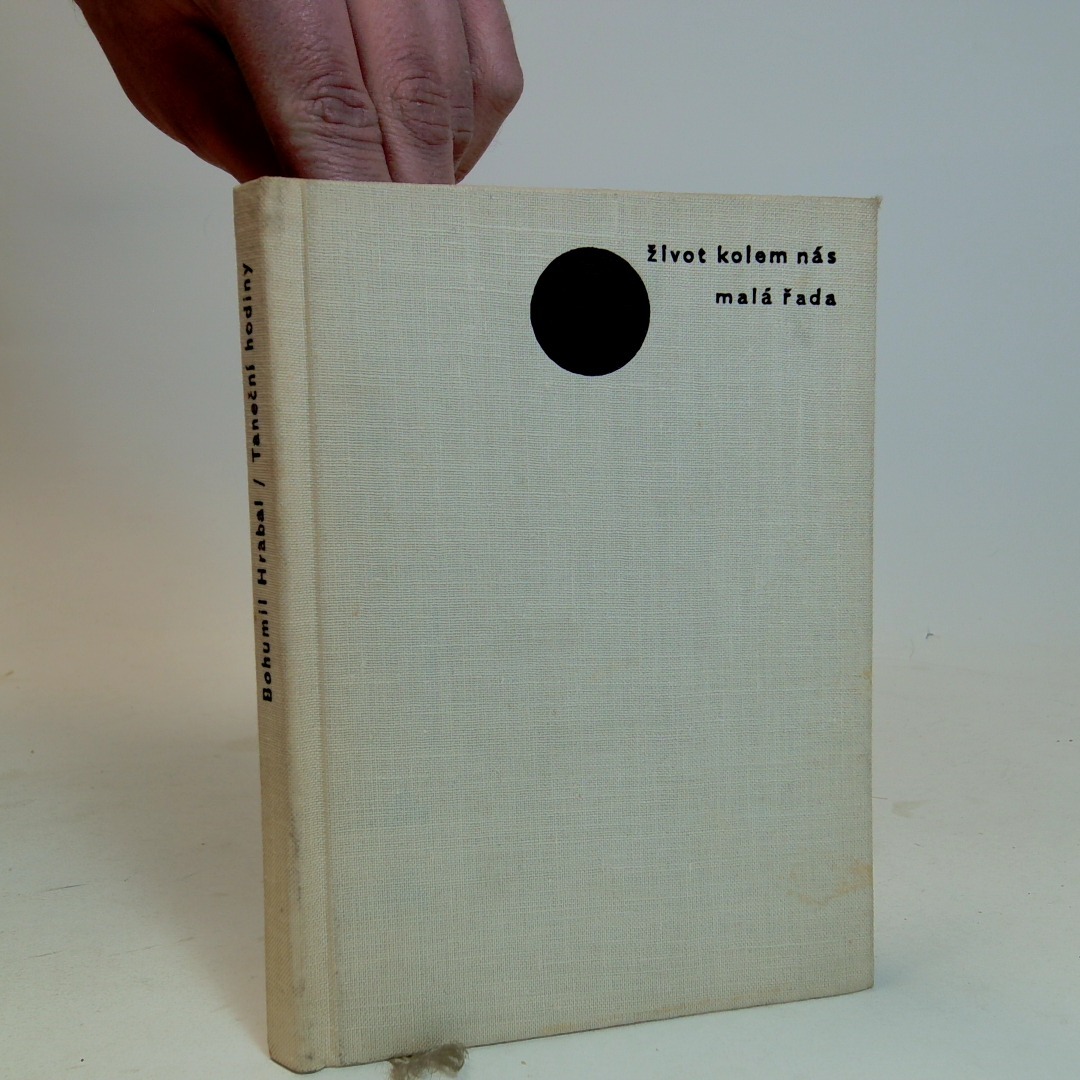 život kolem nás
malá řada
Bohumil Hrabal / Taneční hodiny